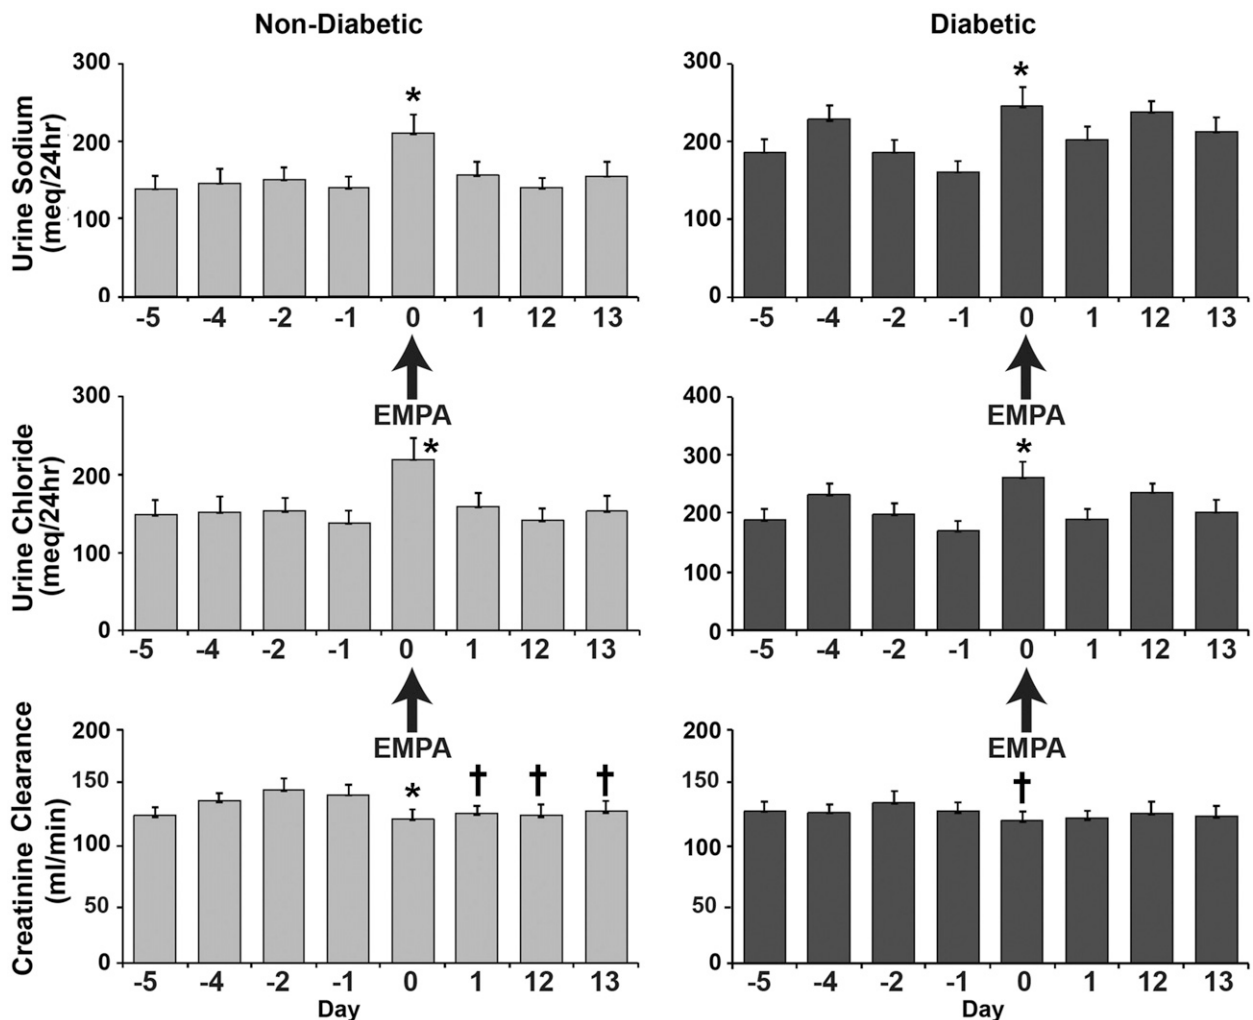 Non-Diabetic
Diabetic
Urine Sodium
(meq/24hr)
300
200
100
0
*
-5 -4 -2 -1 0 1 12 13
300
200
100
0
*
-5 -4 -2 -1 0 1 12 13
EMPA
EMPA
Urine Chloride
(meq/24hr)
300
200
100
0
*
-5 -4 -2 -1 0 1 12 13
400
300
200
100
0
*
-5 -4 -2 -1 0 1 12 13
EMPA
EMPA
Creatinine Clearance
(ml/min)
200
150
100
50
0
* † † †
-5 -4 -2 -1 0 1 12 13
Day
200
150
100
50
0
†
-5 -4 -2 -1 0 1 12 13
Day